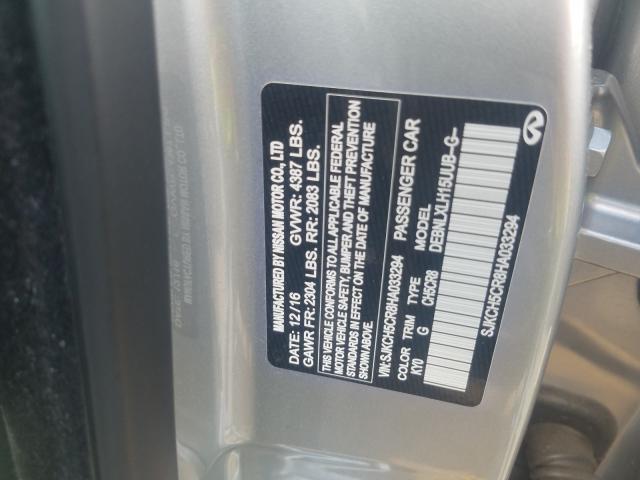 MANUFACTURED BY NISSAN MOTOR CO., LTD
DATE: 12/16 GVWR: 4387 LBS.
GAWR FR: 2304 LBS. RR: 2083 LBS.
THIS VEHICLE CONFORMS TO ALL APPLICABLE FEDERAL
MOTOR VEHICLE SAFETY, BUMPER AND THEFT PREVENTION
STANDARDS IN EFFECT ON THE DATE OF MANUFACTURE
SHOWN ABOVE.
VIN:SJKCH5CR8HA033294 PASSENGER CAR
COLOR TRIM TYPE MODEL
KY0 G CH5CR8 DEBNLXLH15UUB-G-
SJKCH5CR8HA033294